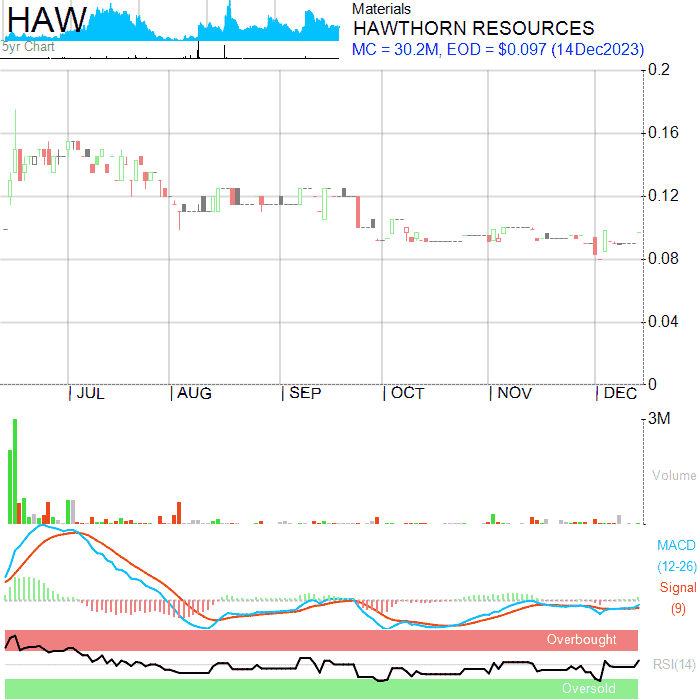 HAW
5yr Chart
Materials
HAWTHORN RESOURCES
MC = 30.2M, EOD = $0.097 (14Dec2023)
0.2
0.16
0.12
0.08
0.04
0
JUL AUG SEP OCT NOV DEC
3M
Volume
MACD
(12-26)
Signal
(9)
Overbought
RSI(14)
Oversold